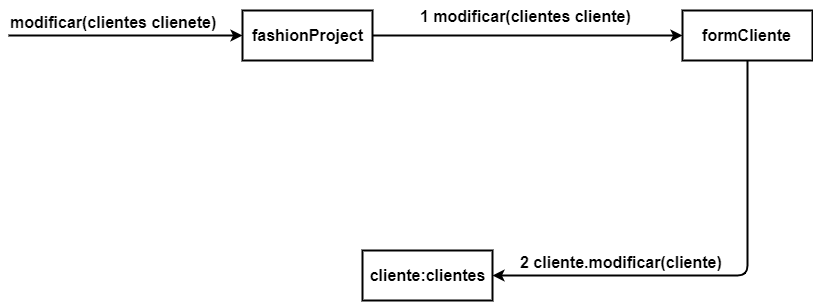 modificar(clientes clienete)
fashionProject
1 modificar(clientes cliente)
formCliente
cliente:clientes
2 cliente.modificar(cliente)